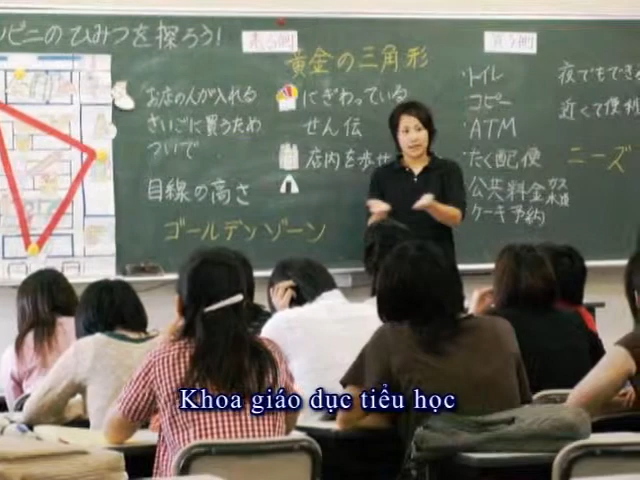 ンビニのひみつを探ろう!
売る側
買う側
黄金の三角形
お店の人が入れる
さいごに買うため
ついで
目線の高さ
ゴールデンゾーン
にぎわっている
せん伝
店内を歩せ
トイレ
コピー
ATM
たく配便
公共料金ガス水道
ケーキ予約
夜でもできる
近くて便利
ニーズ
Khoa giáo dục tiểu học